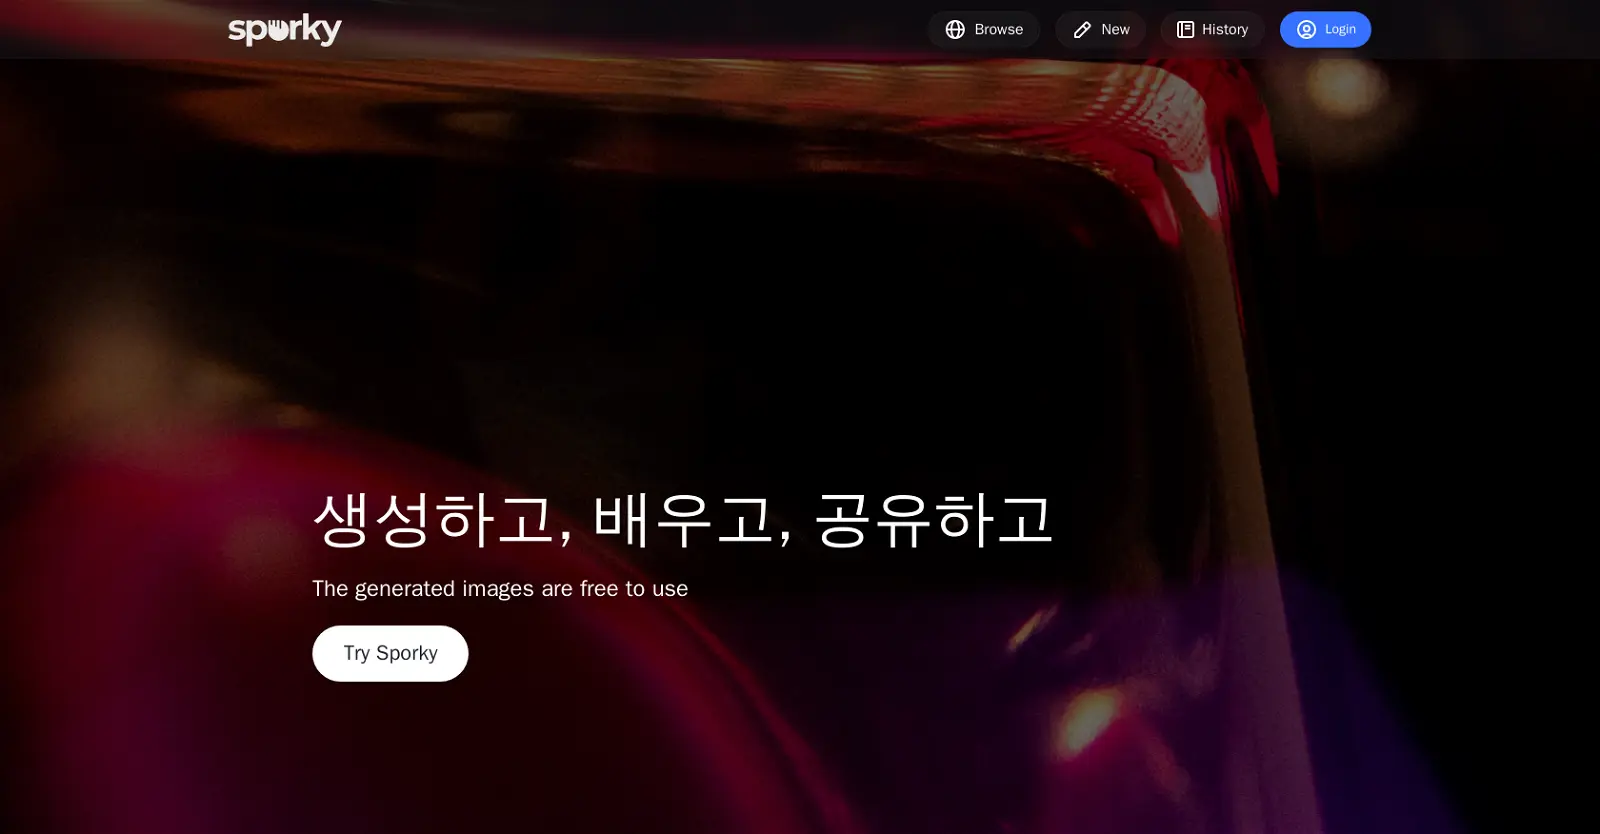 sporky
Browse
New
History
Login
생성하고, 배우고, 공유하고
The generated images are free to use
Try Sporky